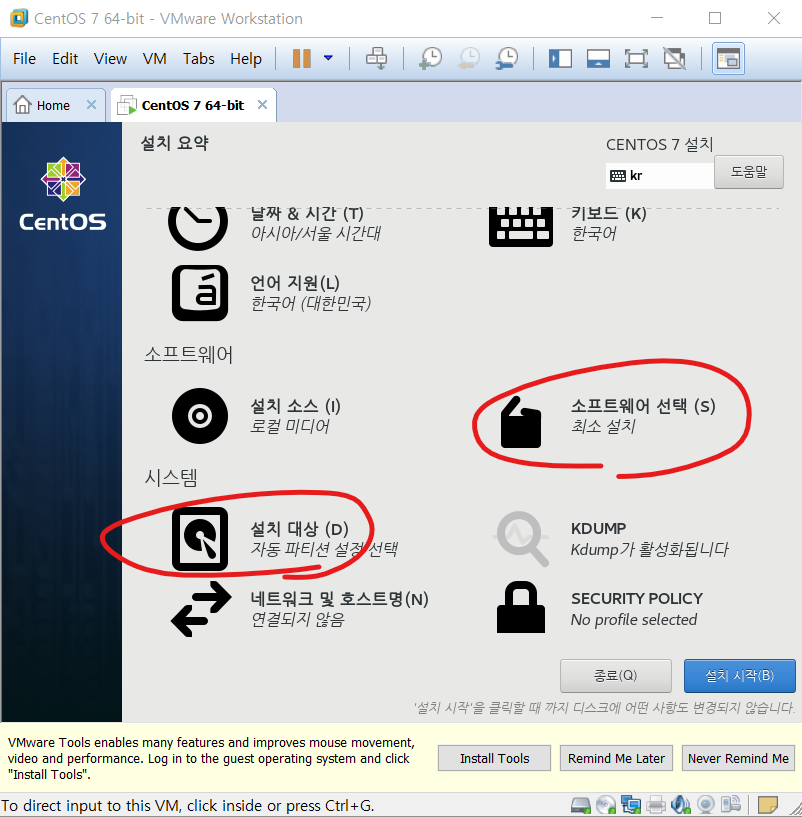 CentOS 7 64-bit - VMware Workstation
File Edit View VM Tabs Help
Home
CentOS 7 64-bit
설치 요약
CENTOS 7 설치
kr
도움말
CentOS
날짜 & 시간 (T)
아시아/서울 시간대
키보드 (K)
한국어
á
언어 지원(L)
한국어 (대한민국)
소프트웨어
설치 소스 (I)
로컬 미디어
소프트웨어 선택 (S)
최소 설치
시스템
설치 대상 (D)
자동 파티션 설정 선택
KDUMP
Kdump가 활성화됩니다
네트워크 및 호스트명(N)
연결되지 않음
SECURITY POLICY
No profile selected
종료(Q)
설치 시작(B)
'설치 시작'을 클릭할 때 까지 디스크에 어떤 사항도 변경되지 않습니다.
VMware Tools enables many features and improves mouse movement,
video and performance. Log in to the guest operating system and click
"Install Tools".
Install Tools
Remind Me Later
Never Remind Me
To direct input to this VM, click inside or press Ctrl+G.